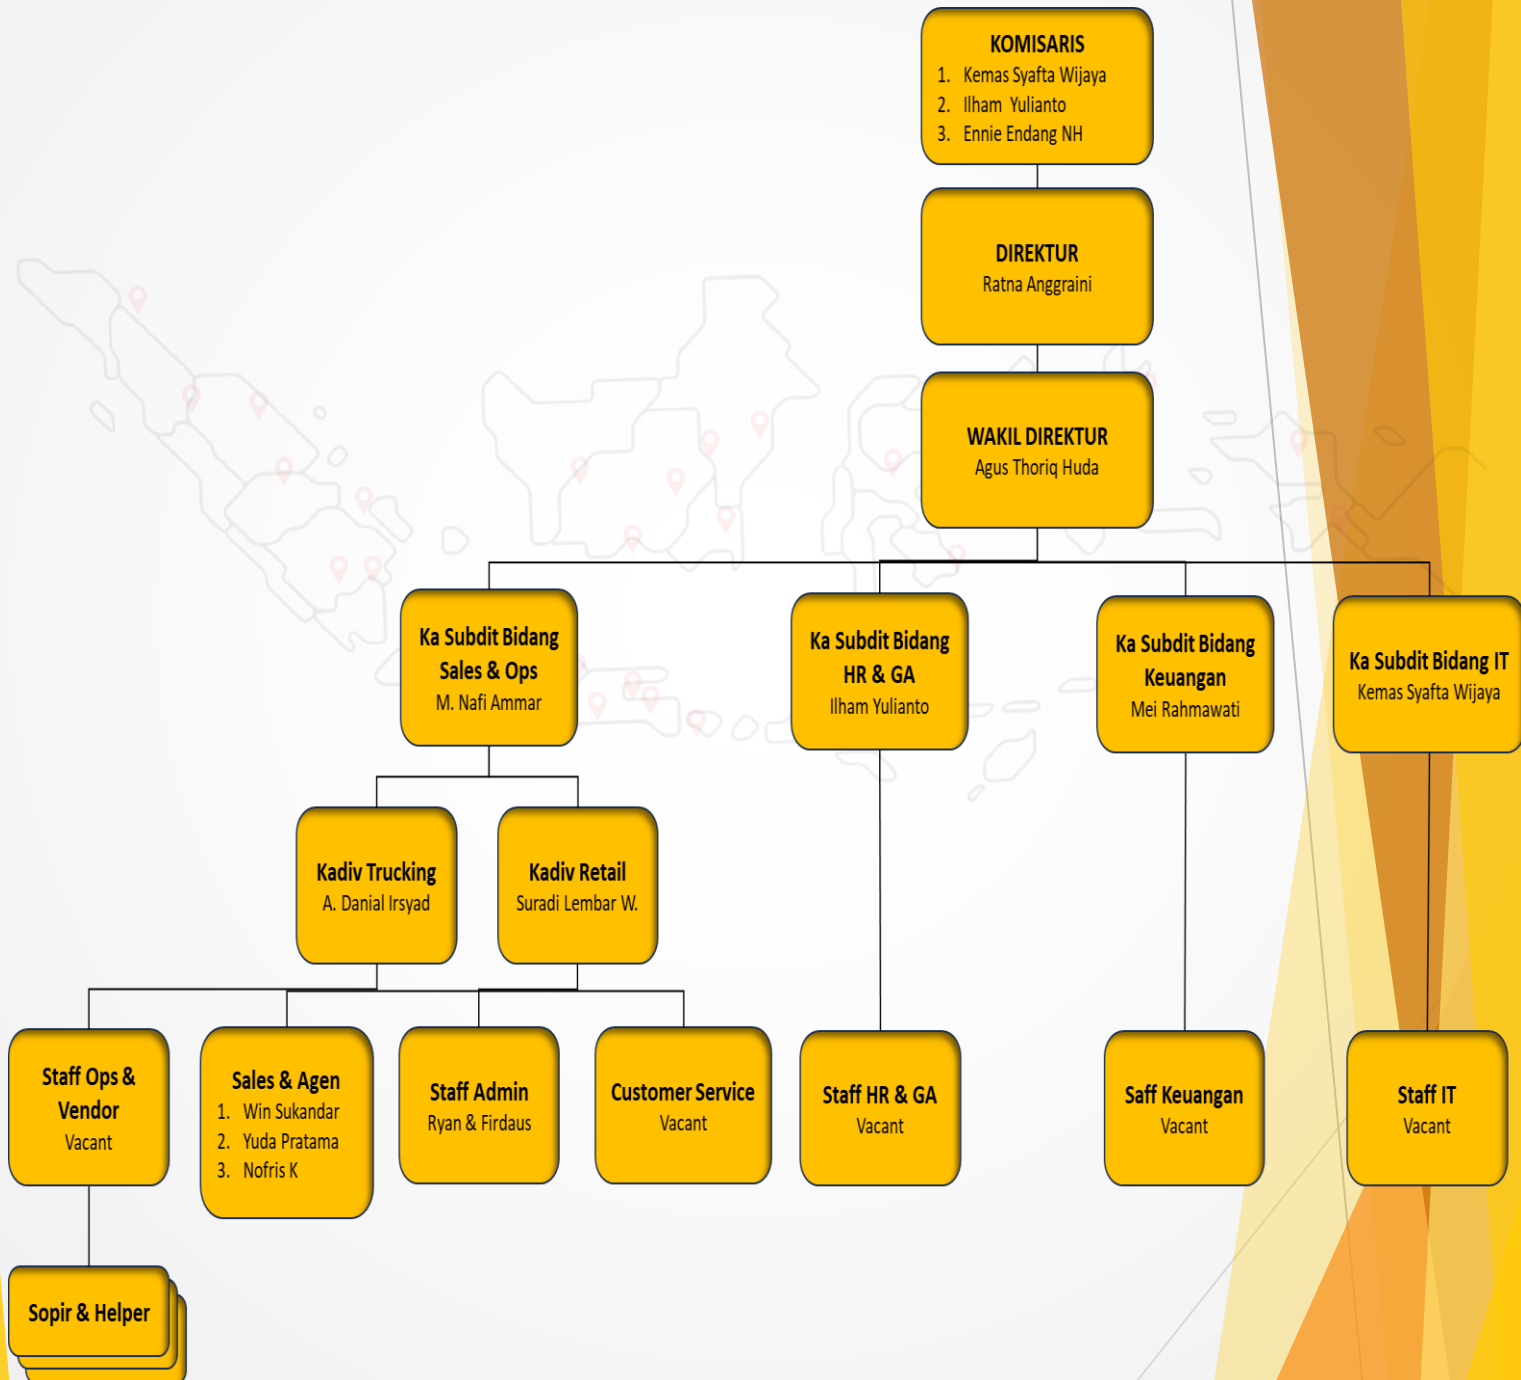 KOMISARIS
1. Kemas Syafta Wijaya
2. Ilham Yulianto
3. Ennie Endang NH
DIREKTUR
Ratna Anggraini
WAKIL DIREKTUR
Agus Thoriq Huda
Ka Subdit Bidang
Sales & Ops
M. Nafi Ammar
Ka Subdit Bidang
HR & GA
Ilham Yulianto
Ka Subdit Bidang
Keuangan
Mei Rahmawati
Ka Subdit Bidang IT
Kemas Syafta Wijaya
Kadiv Trucking
A. Danial Irsyad
Kadiv Retail
Suradi Lembar W.
Staff Ops &
Vendor
Vacant
Sales & Agen
1. Win Sukandar
2. Yuda Pratama
3. Nofris K
Staff Admin
Ryan & Firdaus
Customer Service
Vacant
Staff HR & GA
Vacant
Saff Keuangan
Vacant
Staff IT
Vacant
Sopir & Helper